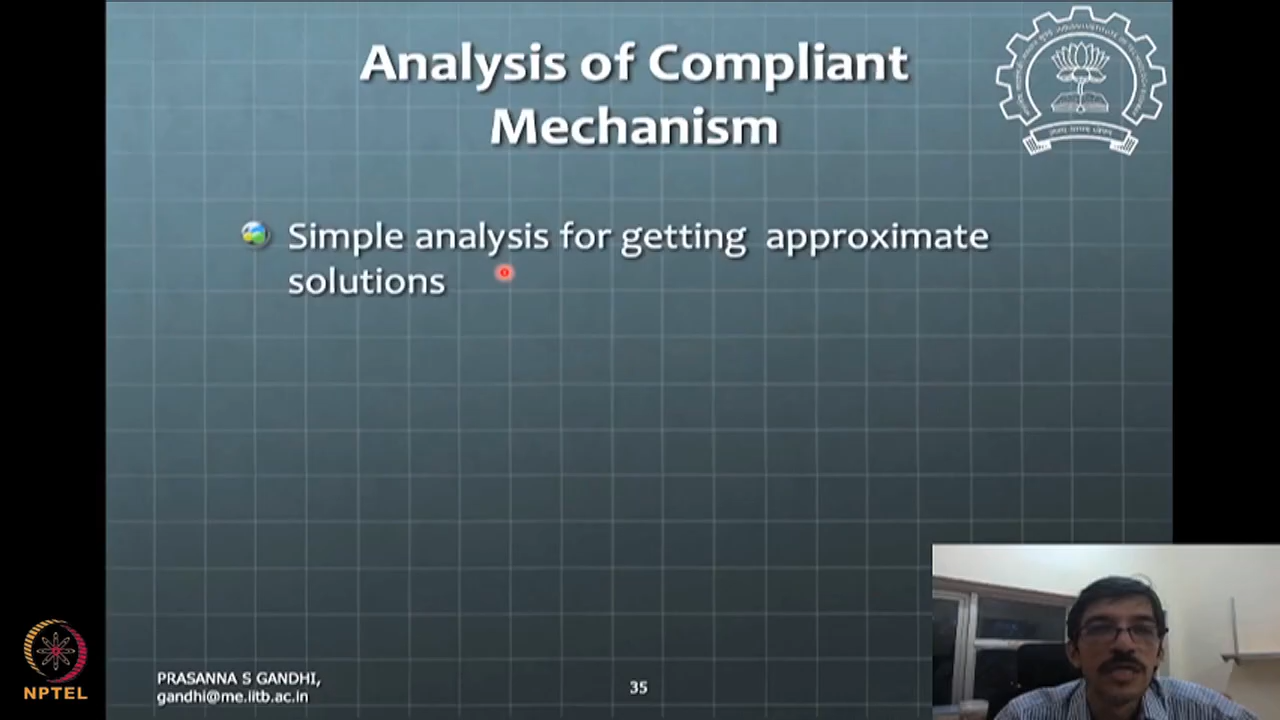 Analysis of Compliant
Mechanism
Simple analysis for getting approximate
solutions
PRASANNA S GANDHI,
gandhi@me.iitb.ac.in
35
NPTEL